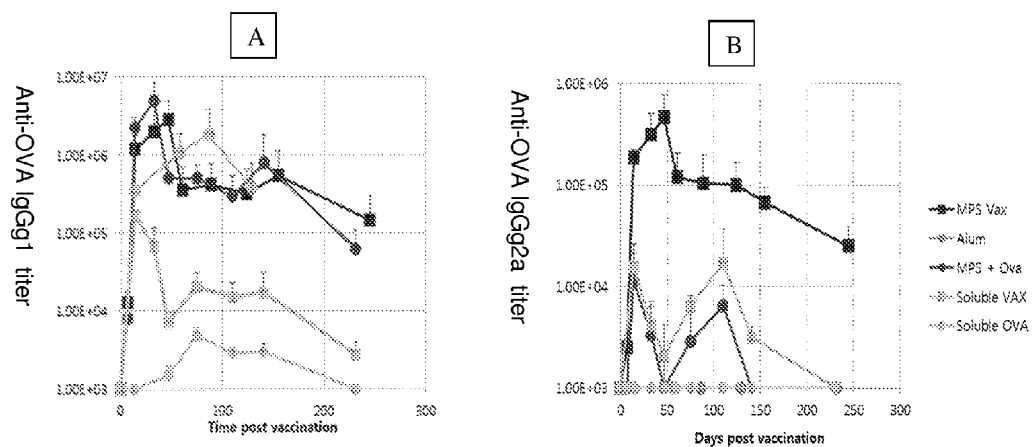 A
Anti-OVA IgGg1 titer
1.00E+07
1.00E+06
1.00E+05
1.00E+04
1.00E+03
0
100
200
300
Time post vaccination
B
Anti-OVA IgGg2a titer
1.00E+06
1.00E+05
1.00E+04
1.00E+03
0
50
100
150
200
250
300
Days post vaccination
MPS Vax
Alum
MPS + Ova
Soluble VAX
Soluble OVA